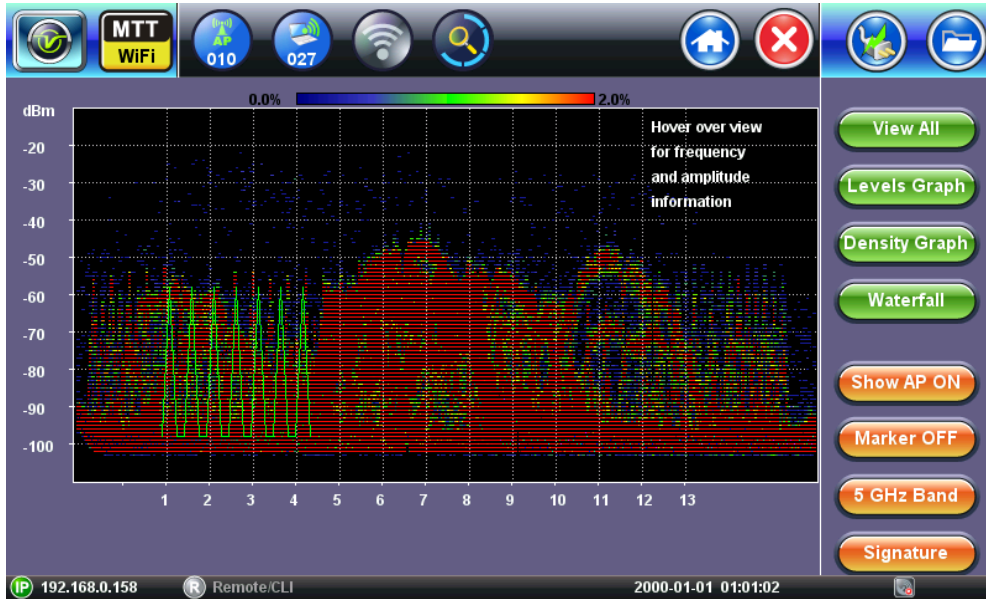 MTT
WiFi
AP
010
027
0.0%
2.0%
dBm
-20
-30
-40
-50
-60
-70
-80
-90
-100
Hover over view
for frequency
and amplitude
information
1 2 3 4 5 6 7 8 9 10 11 12 13
View All
Levels Graph
Density Graph
Waterfall
Show AP ON
Marker OFF
5 GHz Band
Signature
IP 192.168.0.158
R Remote/CLI
2000-01-01 01:01:02